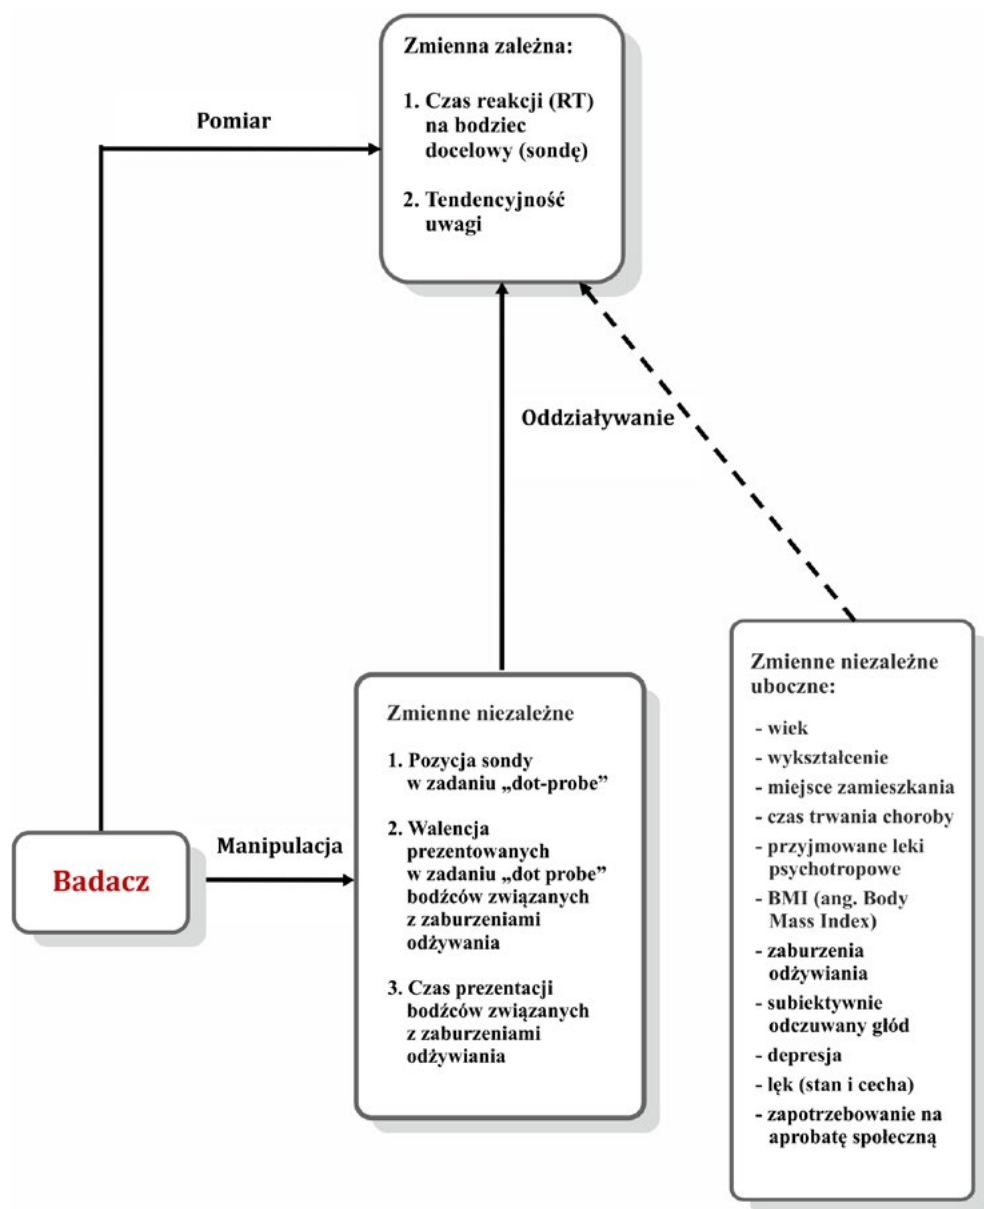 Zmienna zależna:
1. Czas reakcji (RT)
na bodziec
docelowy (sondę)
2. Tendencyjność
uwagi
Pomiar
Oddziaływanie
Zmienne niezależne
uboczne:
- wiek
- wykształcenie
- miejsce zamieszkania
- czas trwania choroby
- przyjmowane leki
psychotropowe
- BMI (ang. Body
Mass Index)
- zaburzenia
odżywiania
- subiektywnie
odczuwany głód
- depresja
- lęk (stan i cecha)
- zapotrzebowanie na
aprobatę społeczną
Zmienne niezależne
1. Pozycja sondy
w zadaniu „dot-probe”
2. Walencja
prezentowanych
w zadaniu „dot probe”
bodźców związanych
z zaburzeniami
odżywania
3. Czas prezentacji
bodźców związanych
z zaburzeniami
odżywiania
Manipulacja
Badacz